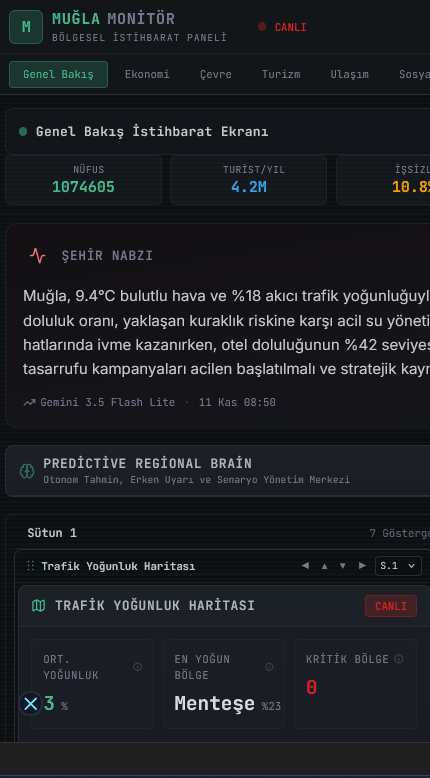 M
MUĞLA MONİTÖR
BÖLGESEL İSTİHBARAT PANELİ
CANLI
Genel Bakış Ekonomi Çevre Turizm Ulaşım Sosya
Genel Bakış İstihbarat Ekranı
NÜFUS
1074605
TURİST/YIL
4.2M
İŞSİZL
10.8%
ŞEHİR NABZI
Muğla, 9.4°C bulutlu hava ve %18 akıcı trafik yoğunluğuyl
doluluk oranı, yaklaşan kuraklık riskine karşı acil su yöneti
hatlarında ivme kazanırken, otel doluluğunun %42 seviyes
tasarrufu kampanyaları acilen başlatılmalı ve stratejik kayn
Gemini 3.5 Flash Lite · 11 Kas 08:50
PREDİCTİVE REGIONAL BRAIN
Otonom Tahmin, Erken Uyarı ve Senaryo Yönetim Merkezi
Sütun 1 7 Gösterge
Trafik Yoğunluk Haritası S.1
TRAFİK YOĞUNLUK HARİTASI CANLI
ORT.
YOĞUNLUK
3 %
EN YOĞUN
BÖLGE
Menteşe %23
KRİTİK BÖLGE
0